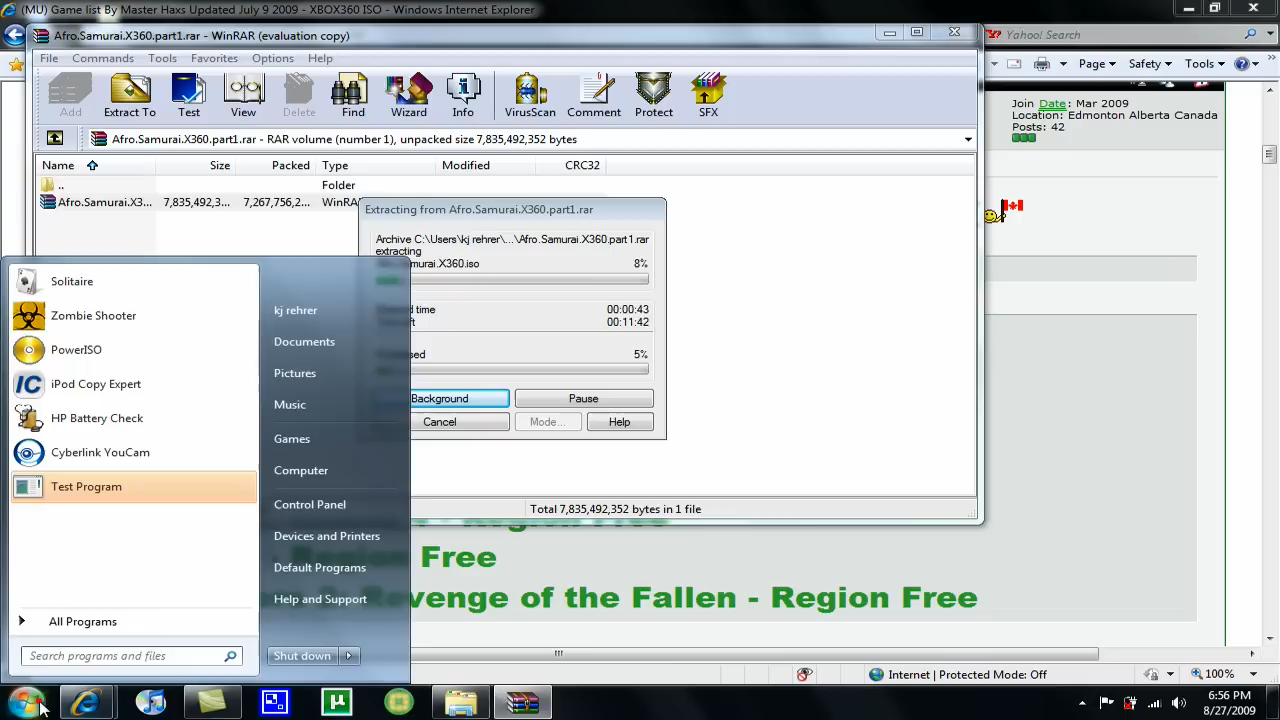 (MU) Game list By Master Haxs Updated July 9 2009 - XBOX360 ISO - Windows Internet Explorer
Afro.Samurai.X360.part1.rar - WinRAR (evaluation copy)
Yahoo! Search
File Commands Tools Favorites Options Help
Page Safety Tools
Add Extract To Test View Delete Find Wizard Info VirusScan Comment Protect SFX
Join Date: Mar 2009
Location: Edmonton Alberta Canada
Posts: 42
Afro.Samurai.X360.part1.rar - RAR volume (number 1), unpacked size 7,835,492,352 bytes
Name Size Packed Type Modified CRC32
.. Folder
Afro.Samurai.X3... 7,835,492,3... 7,267,756,2... WinRA
Extracting from Afro.Samurai.X360.part1.rar
Archive C:\Users\kj rehrer\...\Afro.Samurai.X360.part1.rar
extracting
urai.X360.iso 8%
time 00:00:43
00:11:42
5%
Background Pause
Cancel Mode... Help
Solitaire
Zombie Shooter
PowerISO
iPod Copy Expert
HP Battery Check
Cyberlink YouCam
Test Program
All Programs
Search programs and files
kj rehrer
Documents
Pictures
Music
Games
Computer
Control Panel
Devices and Printers
Default Programs
Help and Support
Shut down
Total 7,835,492,352 bytes in 1 file
- Region Free
Region Free
Revenge of the Fallen - Region Free
Internet | Protected Mode: Off 100%
6:56 PM
8/27/2009